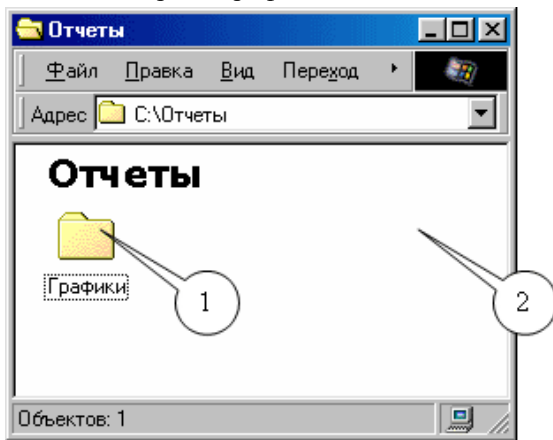 Отчеты
Файл Правка Вид Переход
Адрес C:\Отчеты
Отчеты
Графики
1
2
Объектов: 1